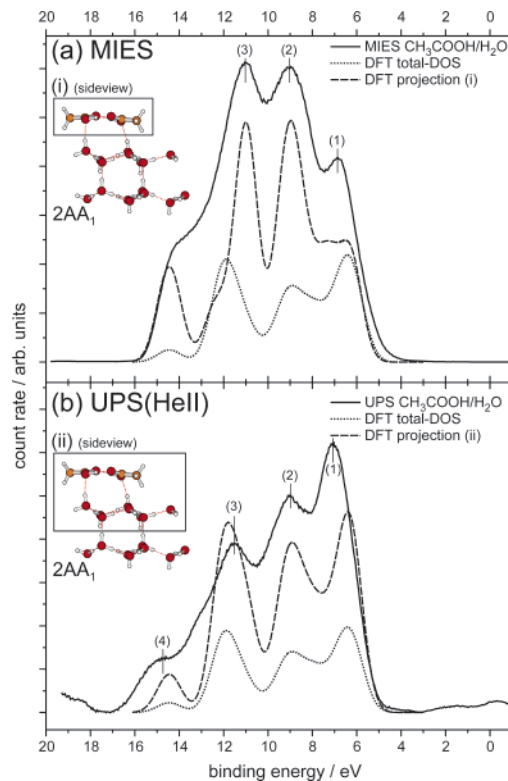 20 18 16 14 12 10 8 6 4 2 0
(a) MIES
MIES CH₃COOH/H₂O
DFT total-DOS
DFT projection (i)
(i) (sideview)
(3)
(2)
(1)
2AA₁
count rate / arb. units
(b) UPS(HeII)
UPS CH₃COOH/H₂O
DFT total-DOS
DFT projection (ii)
(ii) (sideview)
(1)
(2)
(3)
2AA₁
(4)
20 18 16 14 12 10 8 6 4 2 0
binding energy / eV